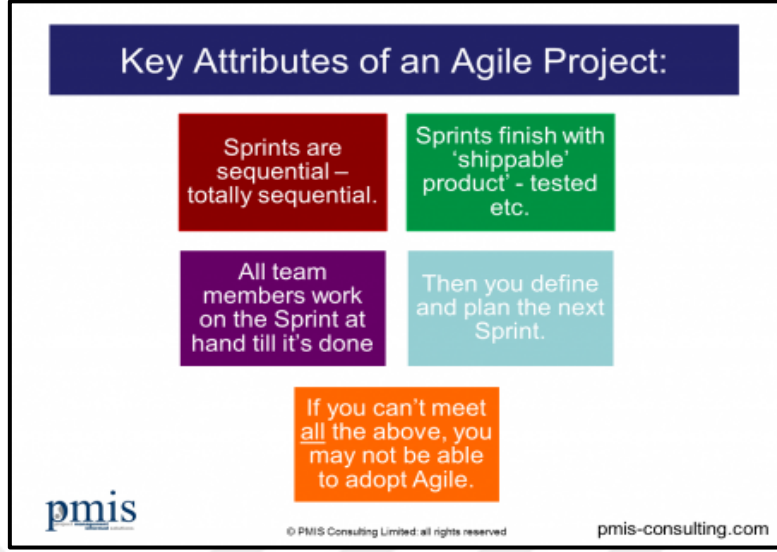 Key Attributes of an Agile Project:
Sprints are
sequential –
totally sequential.
Sprints finish with
‘shippable’
product’ - tested
etc.
All team
members work
on the Sprint at
hand till it’s done
Then you define
and plan the next
Sprint.
If you can’t meet
all the above, you
may not be able
to adopt Agile.
pmis
© PMIS Consulting Limited: all rights reserved
pmis-consulting.com